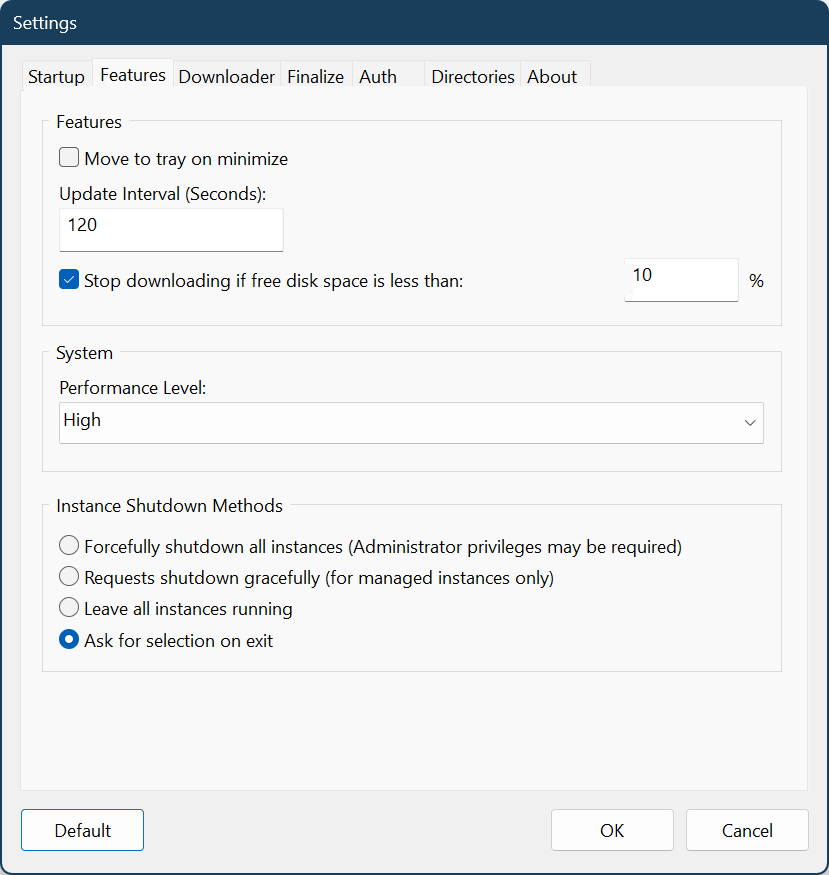 Settings
Startup Features Downloader Finalize Auth Directories About
Features
Move to tray on minimize
Update Interval (Seconds):
120
Stop downloading if free disk space is less than: 10 %
System
Performance Level:
High
Instance Shutdown Methods
Forcefully shutdown all instances (Administrator privileges may be required)
Requests shutdown gracefully (for managed instances only)
Leave all instances running
Ask for selection on exit
Default OK Cancel